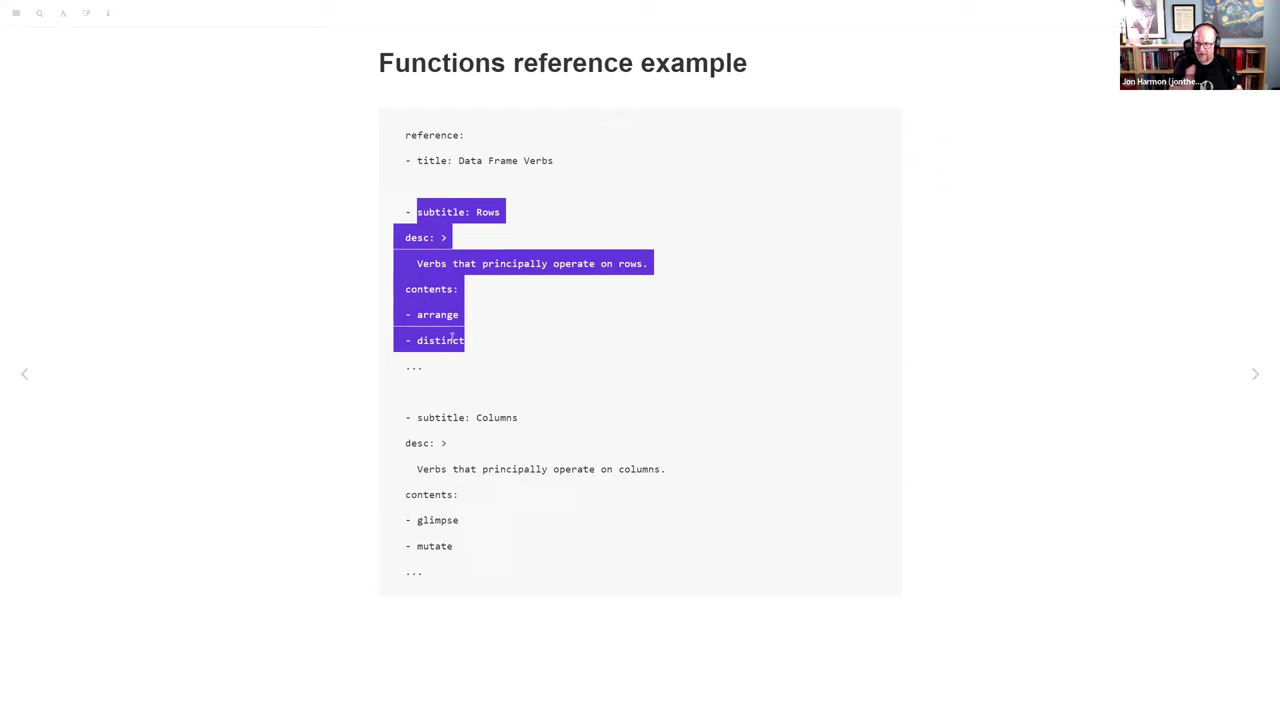 Functions reference example
Jon Harmon (jonthe...
reference:
- title: Data Frame Verbs
- subtitle: Rows
desc: >
Verbs that principally operate on rows.
contents:
- arrange
- distinct
...
- subtitle: Columns
desc: >
Verbs that principally operate on columns.
contents:
- glimpse
- mutate
...